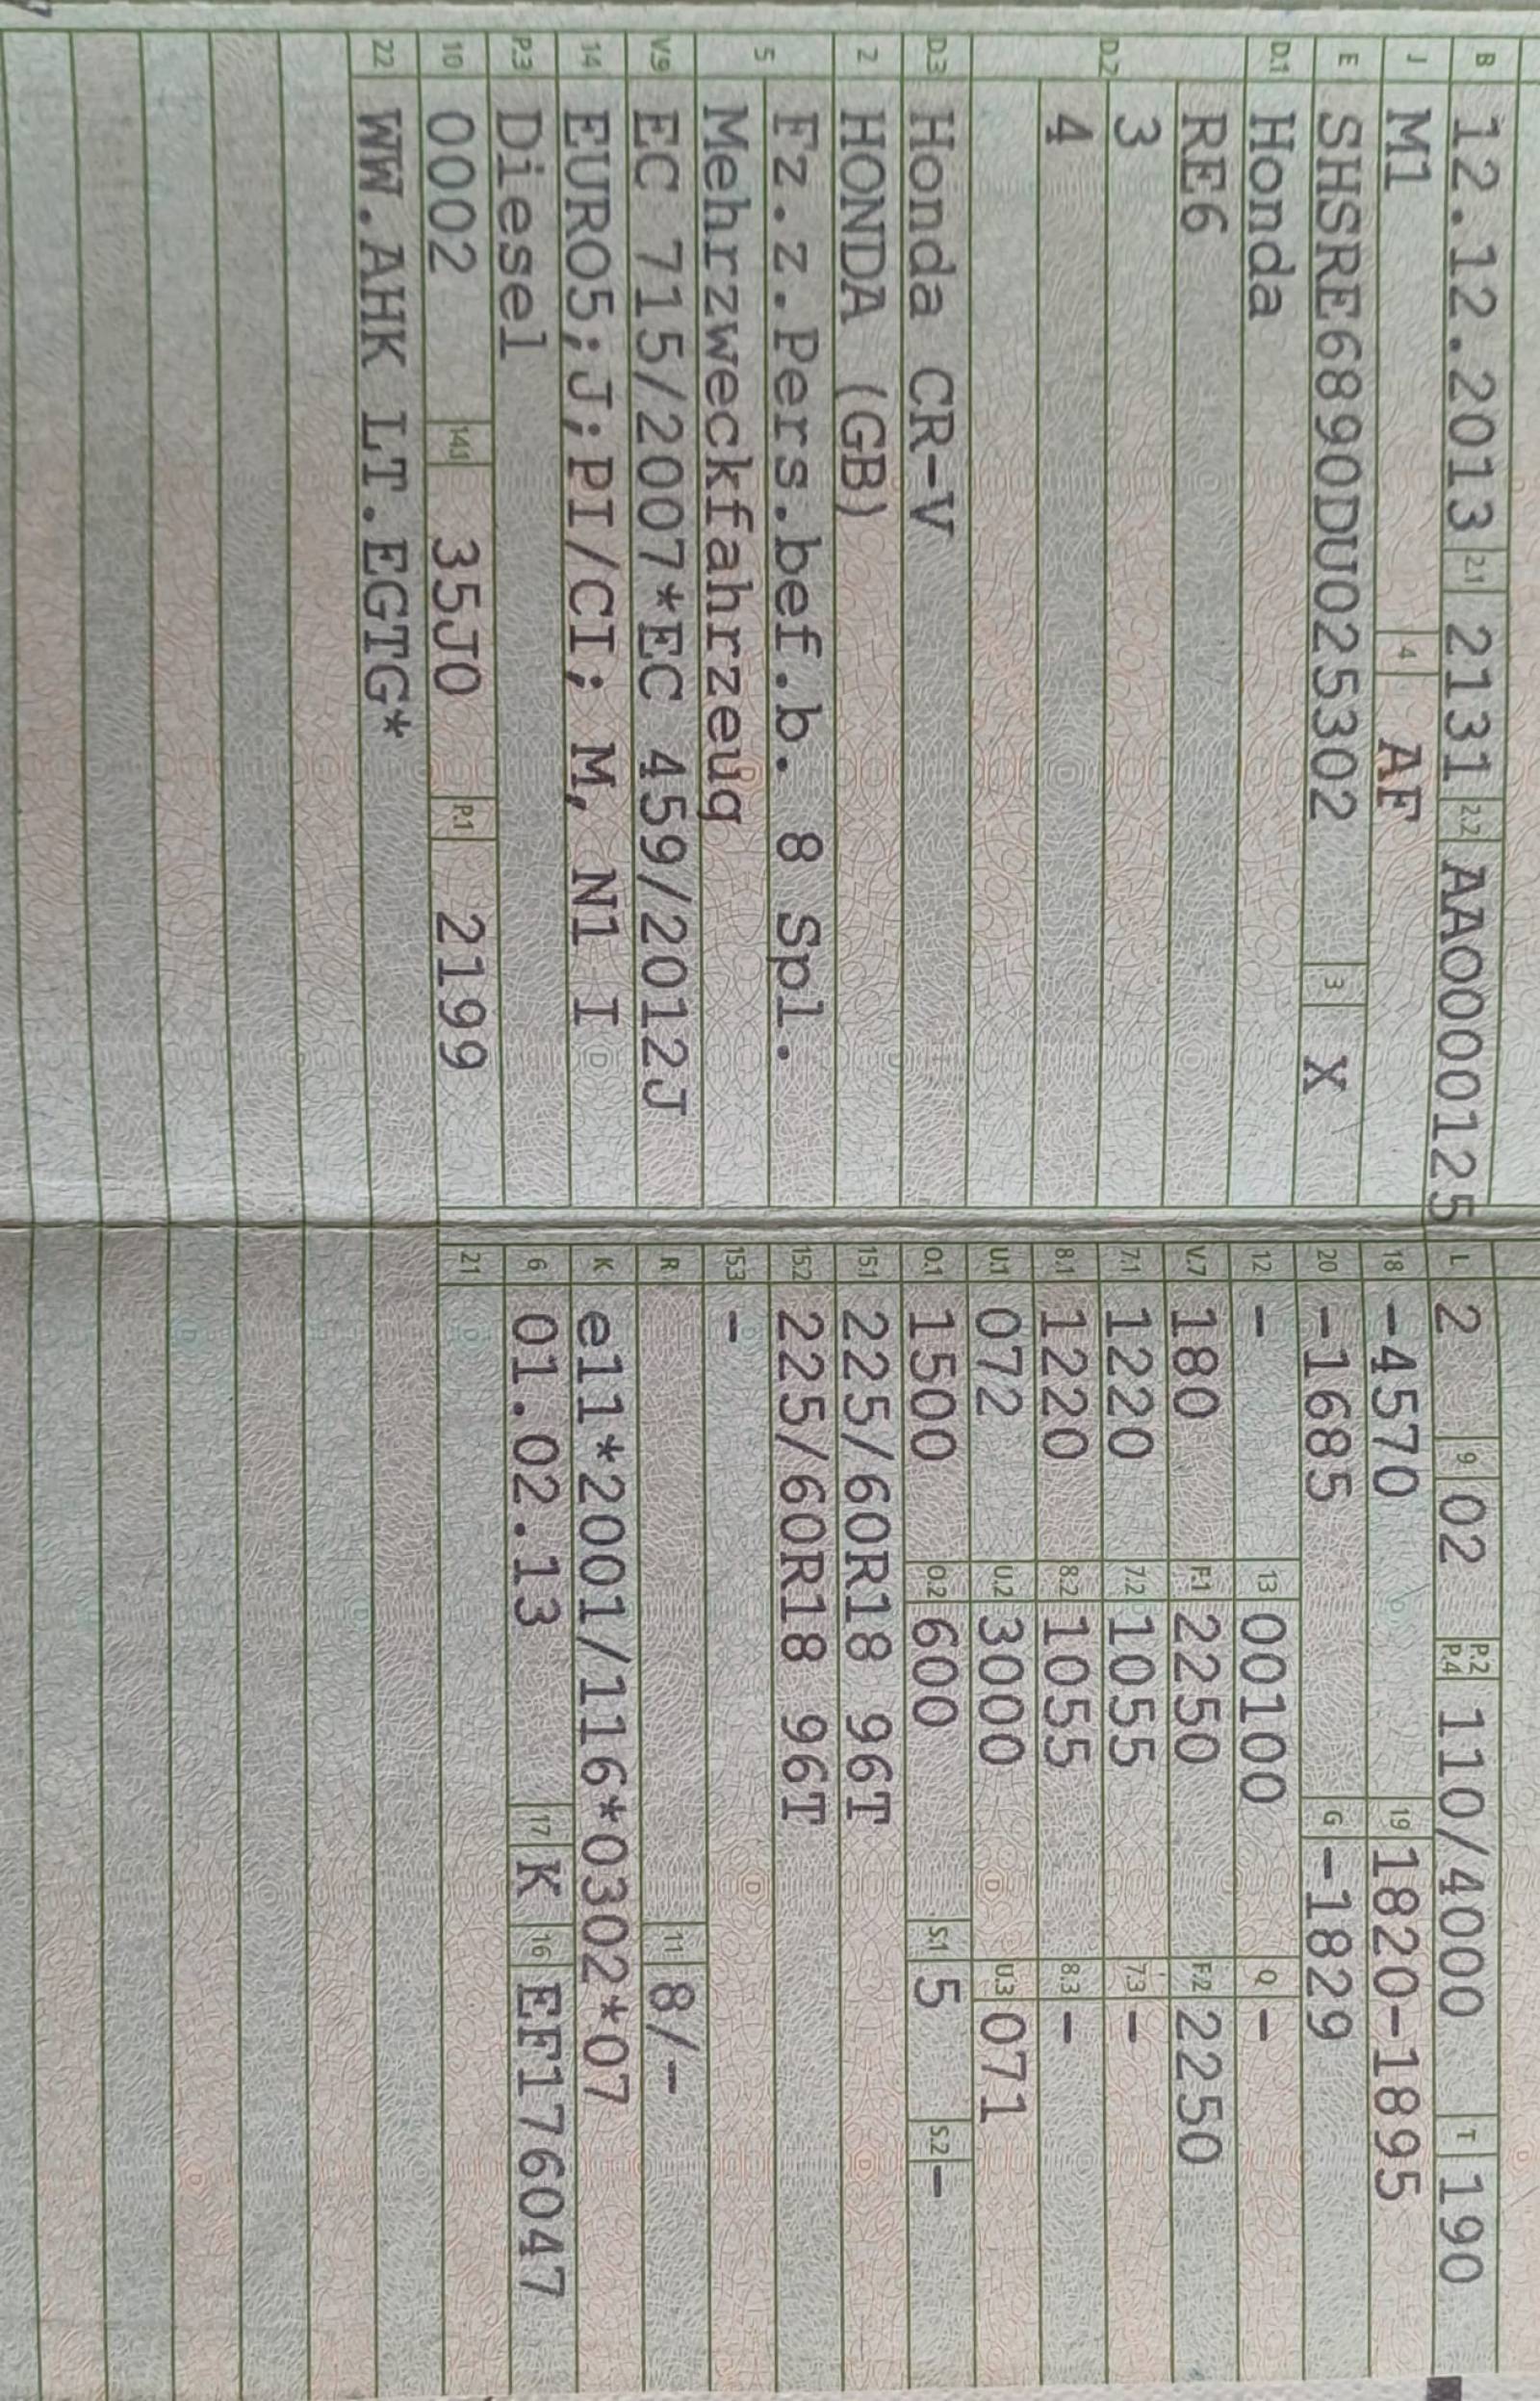 B 12.12.2013 2.1 2131 2.2 AAO000125
J M1 4 AF
E SHSRE6890DU025302 3 X
D.1 Honda
D.2 RE6
3
4
D.3 Honda CR-V
2 HONDA (GB)
5 Fz.z.Pers.bef.b. 8 Spl.
Mehrzweckfahrzeug
V.9 EC 715/2007*EC 459/2012J
14 EURO5;J;PI/CI; M, N1 I
P.3 Diesel
10 0002 14.1 35J0 P.1 2199
22 WW.AHK LT.EGTG*
L 2 9 02 P.2 P.4 110/4000 T 190
18 -4570 19 1820-1895
20 -1685 G -1829
12 - 13 00100 Q -
V.7 180 F.1 2250 F.2 2250
7.1 1220 7.2 1055 7.3 -
8.1 1220 8.2 1055 8.3 -
U.1 072 U.2 3000 U.3 071
O.1 1500 O.2 600 S.1 5 S.2 -
15.1 225/60R18 96T
15.2 225/60R18 96T
15.3 -
R 11 8/-
K e11*2001/116*0302*07
6 01.02.13 17 K 16 EF176047
21